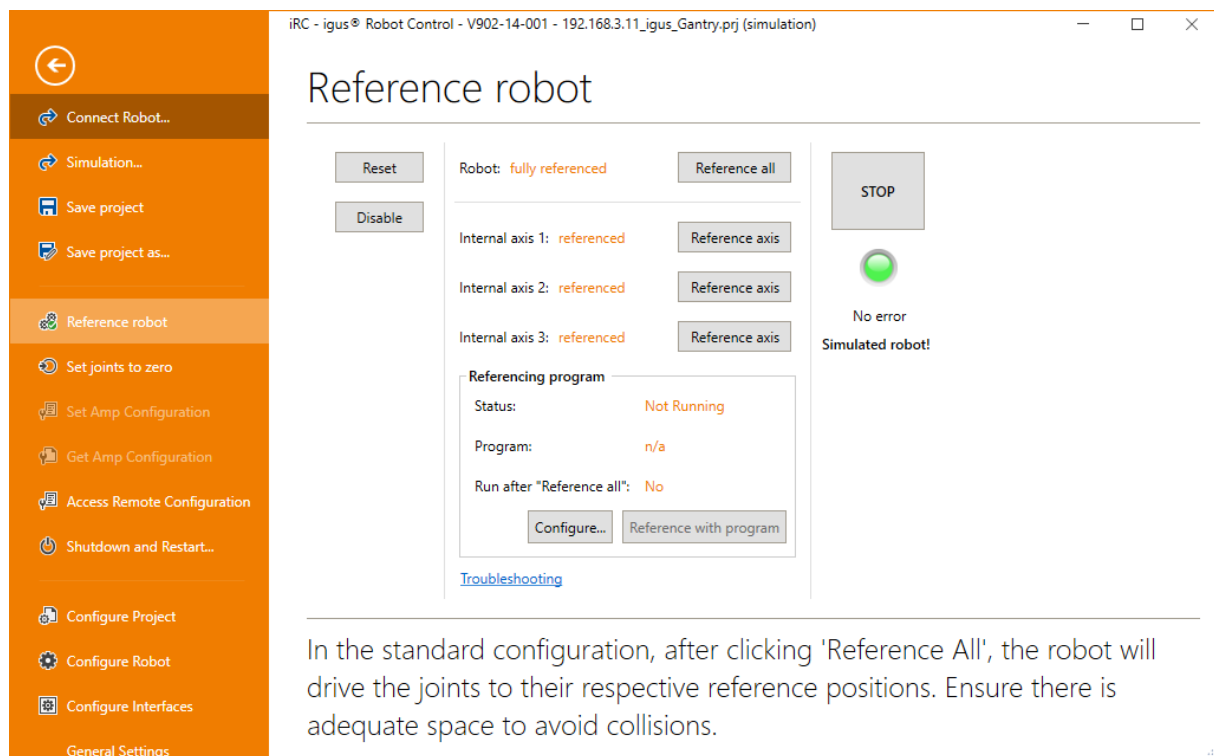 iRC - igus® Robot Control - V902-14-001 - 192.168.3.11_igus_Gantry.prj (simulation)
Connect Robot...
Simulation...
Save project
Save project as...
Reference robot
Set joints to zero
Set Amp Configuration
Get Amp Configuration
Access Remote Configuration
Shutdown and Restart...
Configure Project
Configure Robot
Configure Interfaces
General Settings
Reference robot
Reset
Disable
Robot: fully referenced
Reference all
Internal axis 1: referenced
Reference axis
Internal axis 2: referenced
Reference axis
Internal axis 3: referenced
Reference axis
Referencing program
Status: Not Running
Program: n/a
Run after "Reference all": No
Configure...
Reference with program
Troubleshooting
STOP
No error
Simulated robot!
In the standard configuration, after clicking 'Reference All', the robot will
drive the joints to their respective reference positions. Ensure there is
adequate space to avoid collisions.